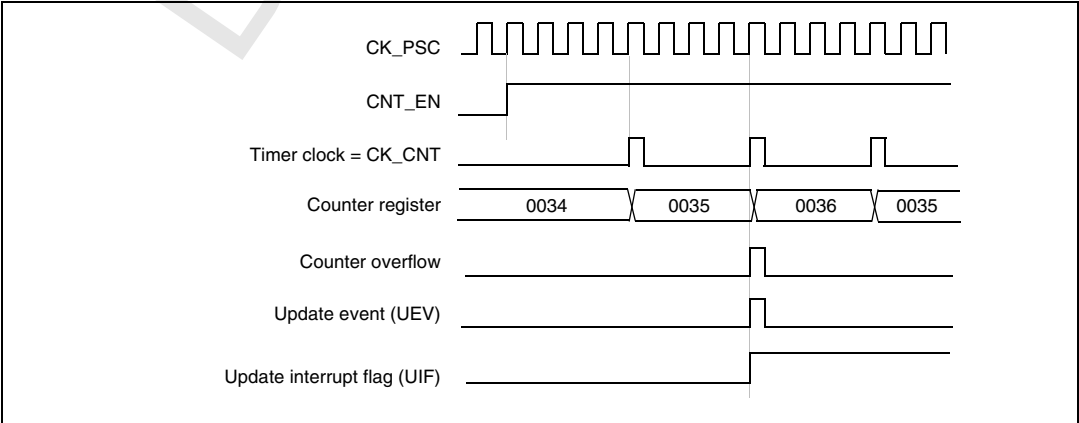 CK_PSC
CNT_EN
Timer clock = CK_CNT
Counter register 0034 0035 0036 0035
Counter overflow
Update event (UEV)
Update interrupt flag (UIF)